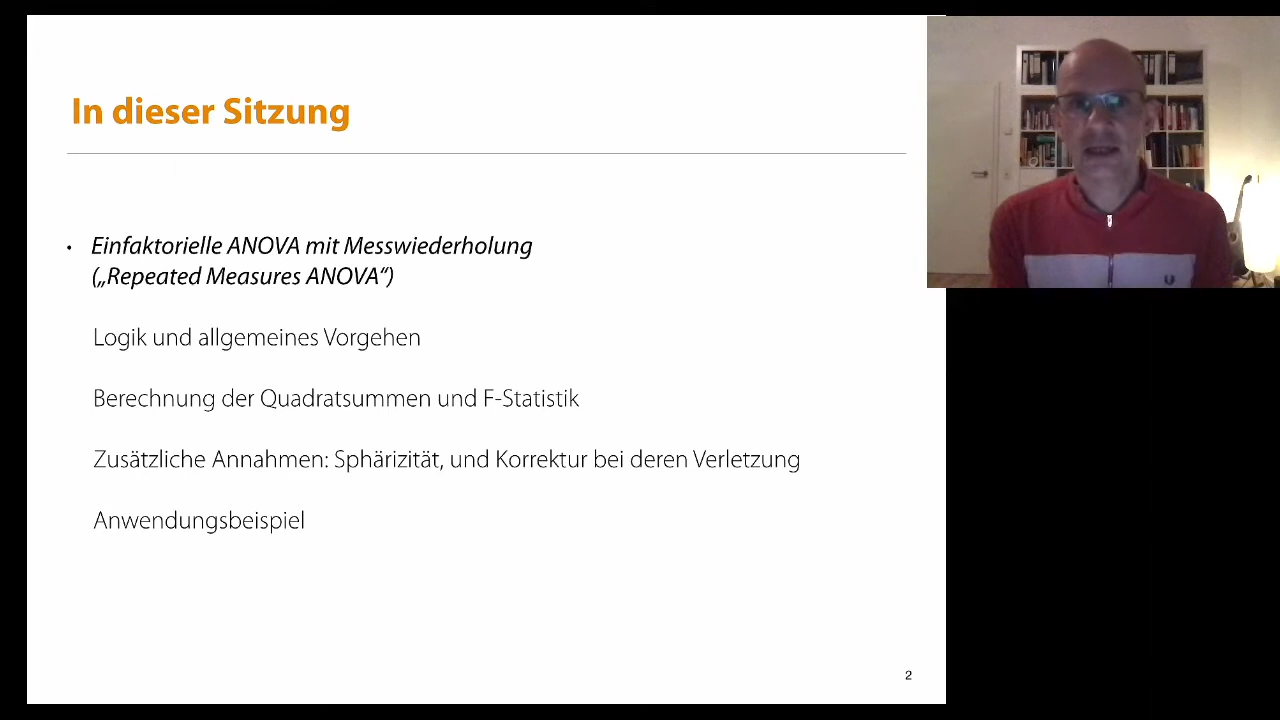 In dieser Sitzung
• Einfaktorielle ANOVA mit Messwiederholung
(„Repeated Measures ANOVA“)
Logik und allgemeines Vorgehen
Berechnung der Quadratsummen und F-Statistik
Zusätzliche Annahmen: Sphärizität, und Korrektur bei deren Verletzung
Anwendungsbeispiel
2